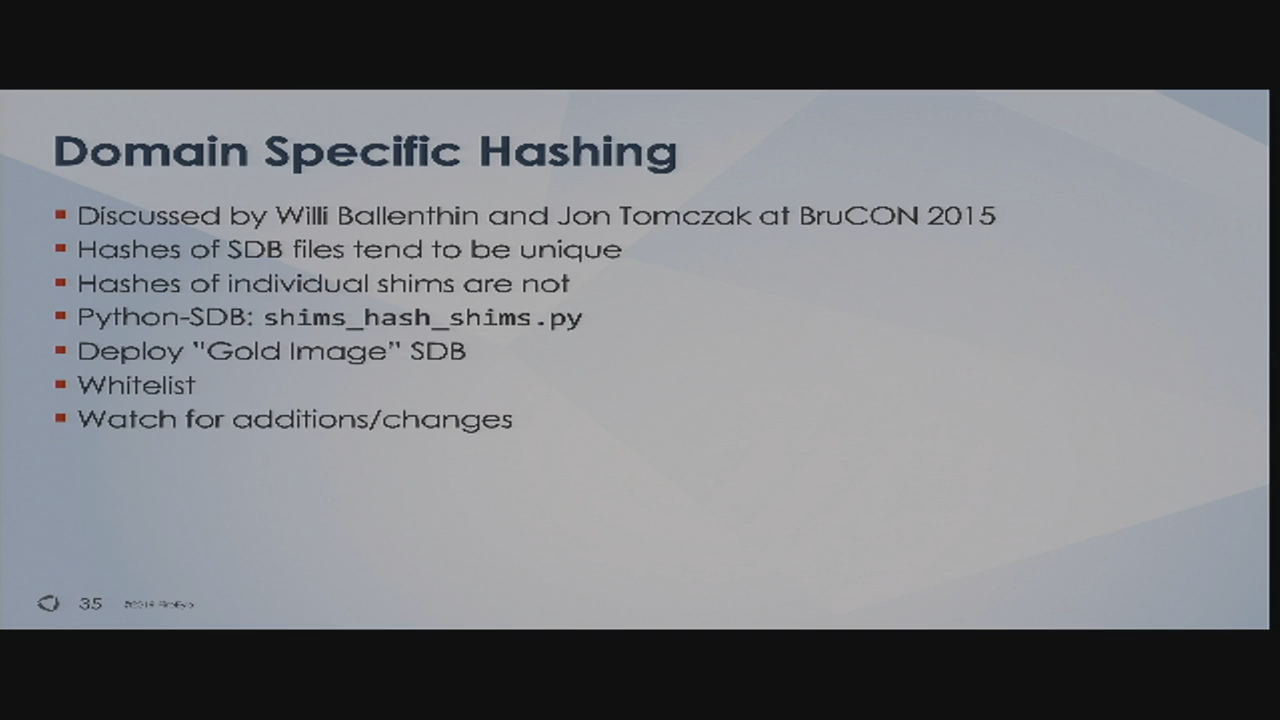 Domain Specific Hashing
Discussed by Willi Ballenthin and Jon Tomczak at BruCON 2015
Hashes of SDB files tend to be unique
Hashes of individual shims are not
Python-SDB: shims_hash_shims.py
Deploy "Gold Image" SDB
Whitelist
Watch for additions/changes
35